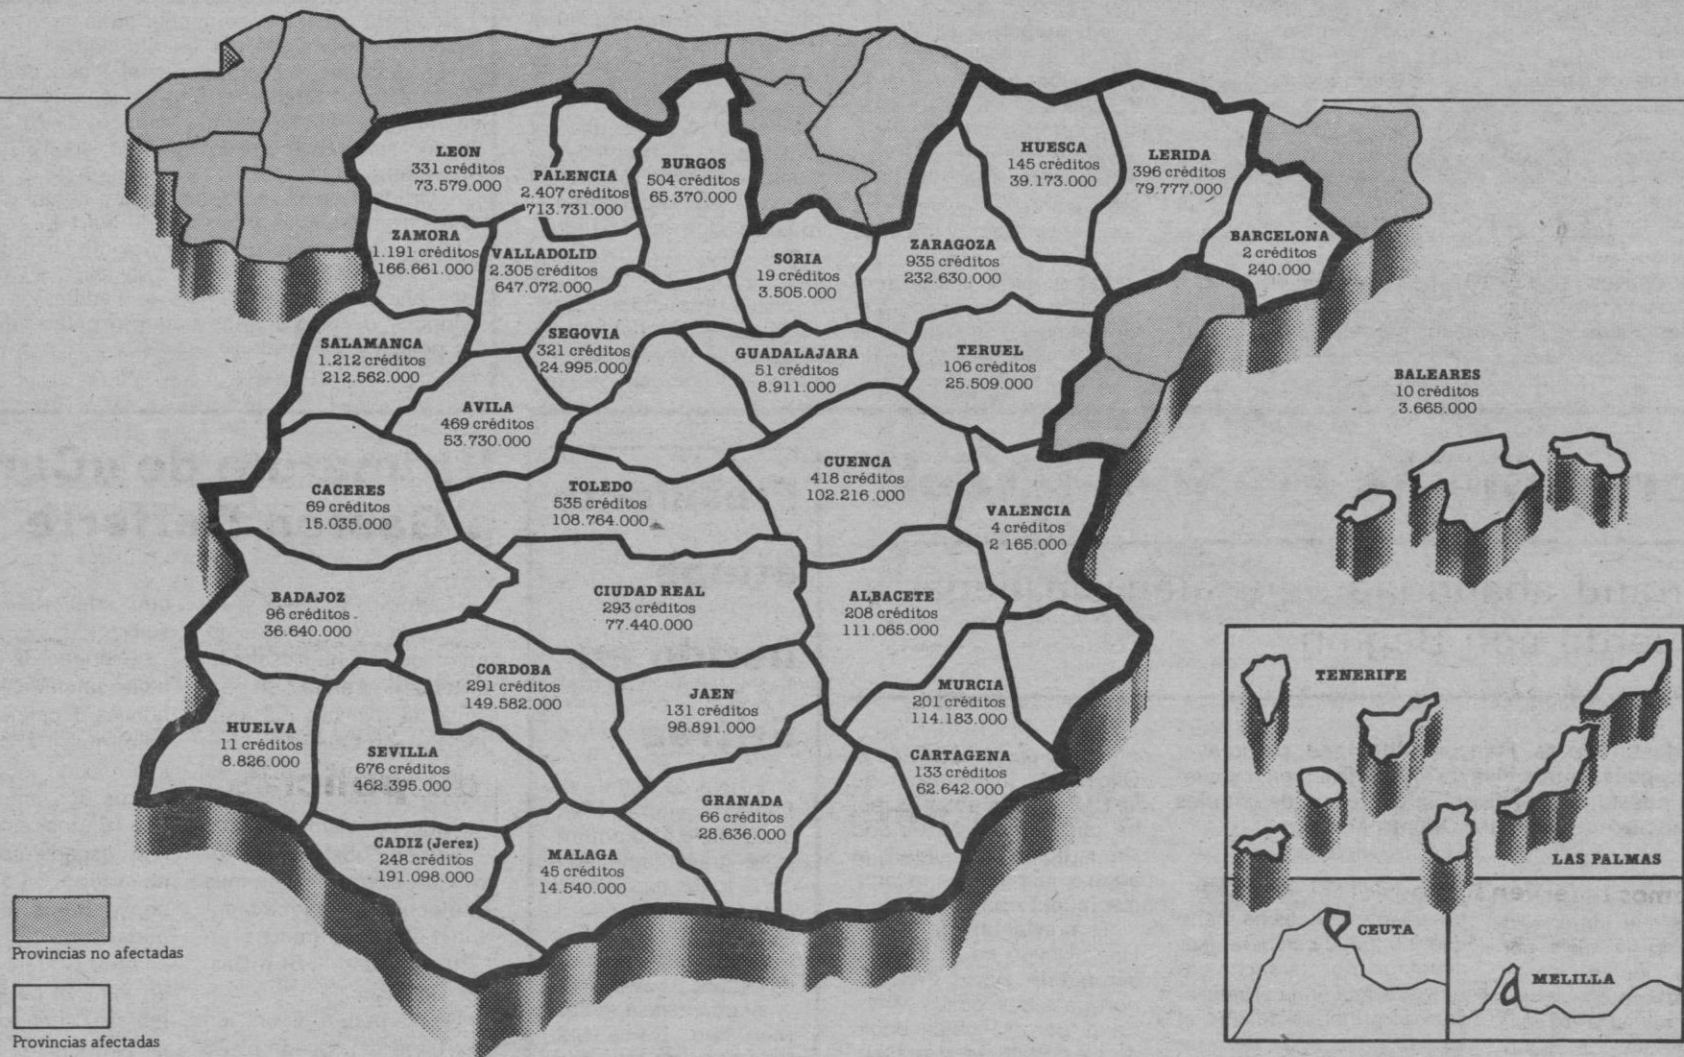 LEON
331 créditos
73.579.000
PALENCIA
2.407 créditos
713.731.000
BURGOS
504 créditos
65.370.000
HUESCA
145 créditos
39.173.000
LERIDA
396 créditos
79.777.000
ZAMORA
1.191 créditos
166.661.000
VALLADOLID
2.305 créditos
647.072.000
SORIA
19 créditos
3.505.000
ZARAGOZA
935 créditos
232.630.000
BARCELONA
2 créditos
240.000
SALAMANCA
1.212 créditos
212.562.000
SEGOVIA
321 créditos
24.995.000
GUADALAJARA
51 créditos
8.911.000
TERUEL
106 créditos
25.509.000
BALEARES
10 créditos
3.665.000
AVILA
469 créditos
53.730.000
CACERES
69 créditos
15.035.000
TOLEDO
535 créditos
108.764.000
CUENCA
418 créditos
102.216.000
VALENCIA
4 créditos
2 165.000
BADAJOZ
96 créditos
36.640.000
CIUDAD REAL
293 créditos
77.440.000
ALBACETE
208 créditos
111.065.000
CORDOBA
291 créditos
149.582.000
JAEN
131 créditos
98.891.000
MURCIA
201 créditos
114.183.000
HUELVA
11 créditos
8.826.000
SEVILLA
676 créditos
462.395.000
CARTAGENA
133 créditos
62.642.000
GRANADA
66 créditos
28.636.000
CADIZ (Jerez)
248 créditos
191.098.000
MALAGA
45 créditos
14.540.000
TENERIFE
LAS PALMAS
CEUTA
MELILLA
Provincias no afectadas
Provincias afectadas